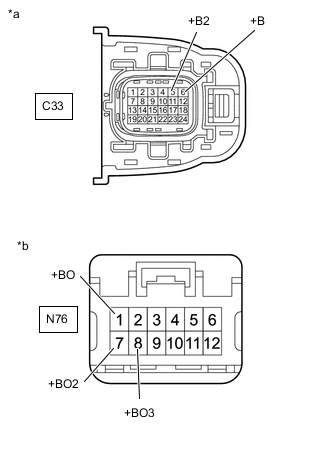 *a
+B2 +B
C33
1 2 3 4 5 6
7 8 9 10 11 12
13 14 15 16 17 18
19 20 21 22 23 24
*b
+BO
N76
1 2 3 4 5 6
7 8 9 10 11 12
+BO2
+BO3